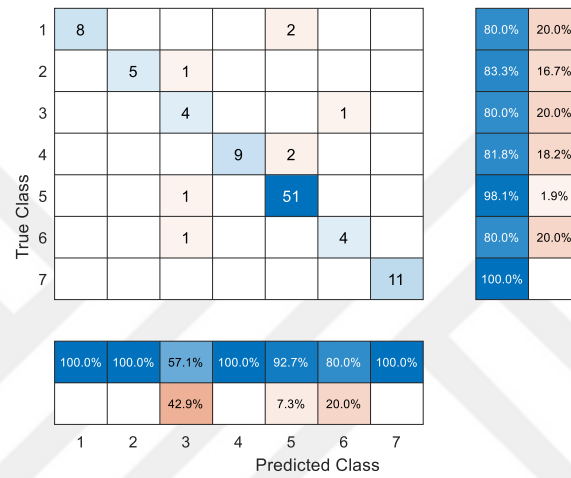 1 8 2 80.0% 20.0%
2 5 1 83.3% 16.7%
3 4 1 80.0% 20.0%
4 9 2 81.8% 18.2%
5 1 51 98.1% 1.9%
6 1 4 80.0% 20.0%
7 11 100.0%
True Class
100.0% 100.0% 57.1% 100.0% 92.7% 80.0% 100.0%
42.9% 7.3% 20.0%
1 2 3 4 5 6 7
Predicted Class